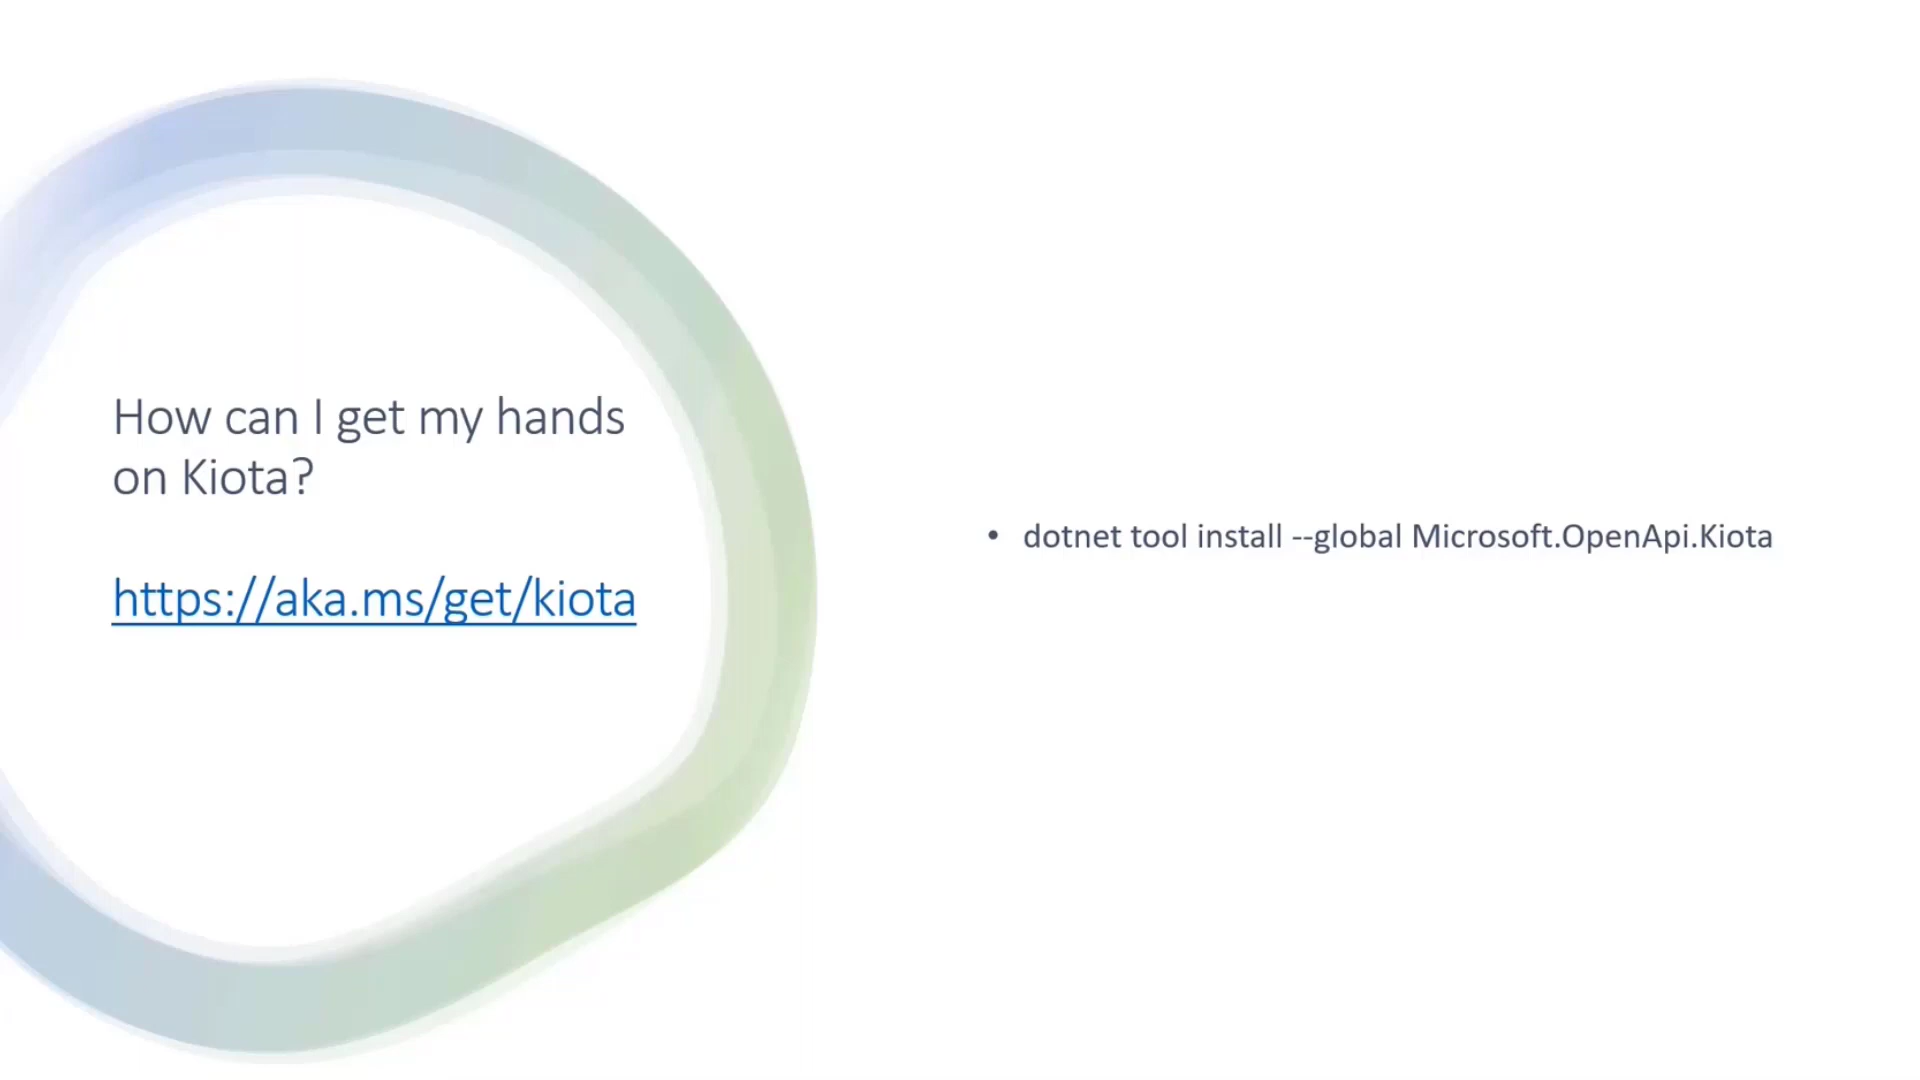 How can I get my hands
on Kiota?
https://aka.ms/get/kiota
• dotnet tool install --global Microsoft.OpenApi.Kiota